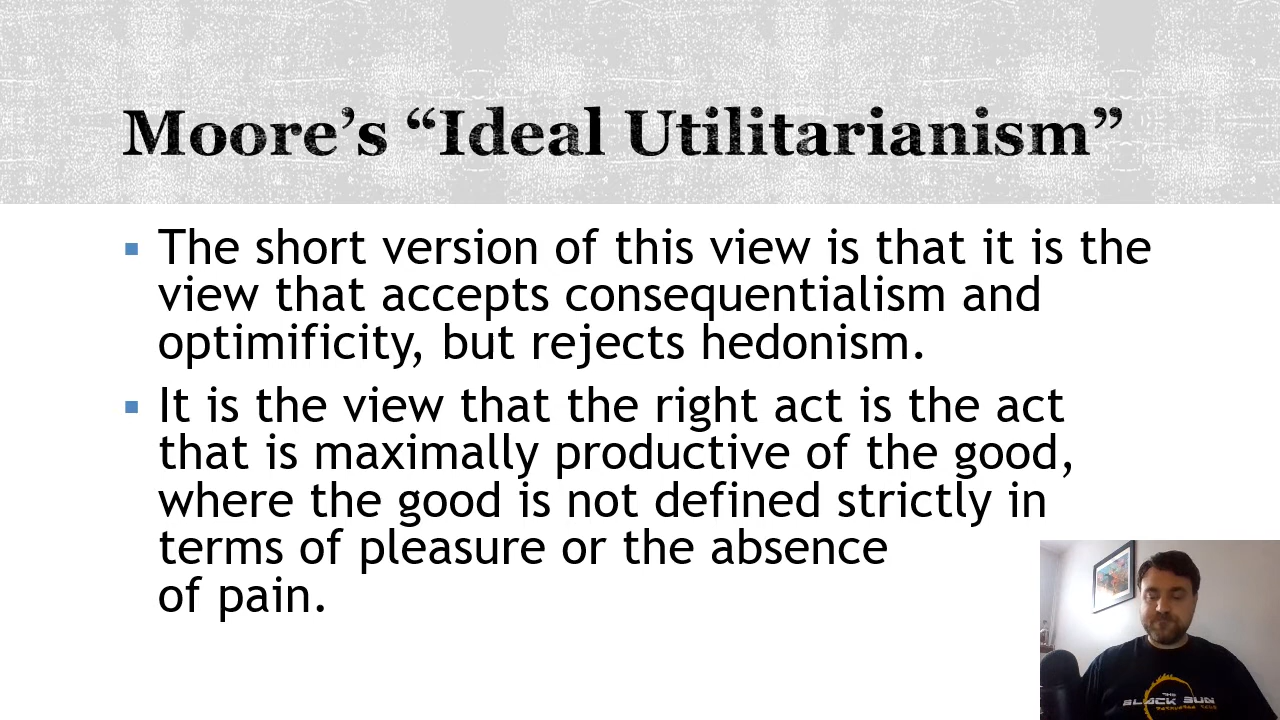 Moore’s “Ideal Utilitarianism”
▪ The short version of this view is that it is the
view that accepts consequentialism and
optimificity, but rejects hedonism.
▪ It is the view that the right act is the act
that is maximally productive of the good,
where the good is not defined strictly in
terms of pleasure or the absence
of pain.
THE
BLACK SUN